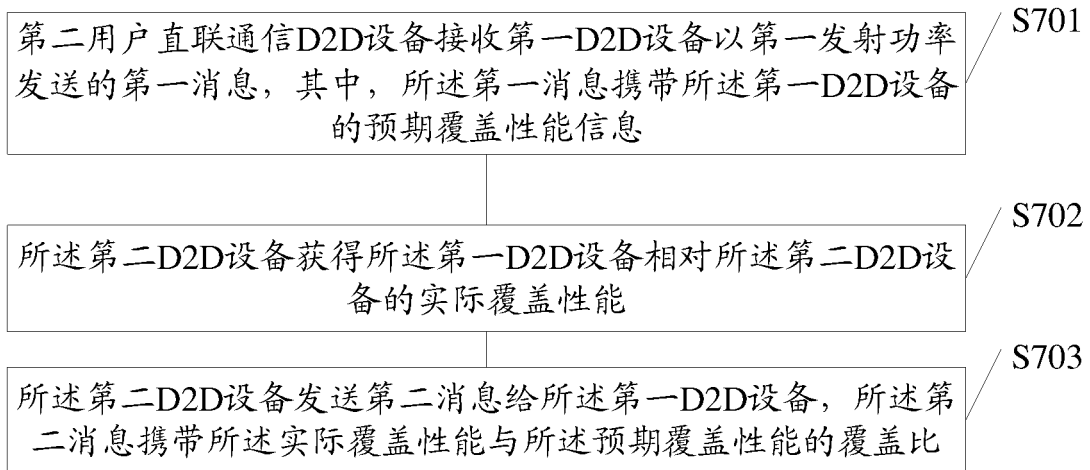 第二用户直联通信D2D设备接收第一D2D设备以第一发射功率
发送的第一消息，其中，所述第一消息携带所述第一D2D设备
的预期覆盖性能信息
S701
所述第二D2D设备获得所述第一D2D设备相对所述第二D2D设
备的实际覆盖性能
S702
所述第二D2D设备发送第二消息给所述第一D2D设备，所述第
二消息携带所述实际覆盖性能与所述预期覆盖性能的覆盖比
S703